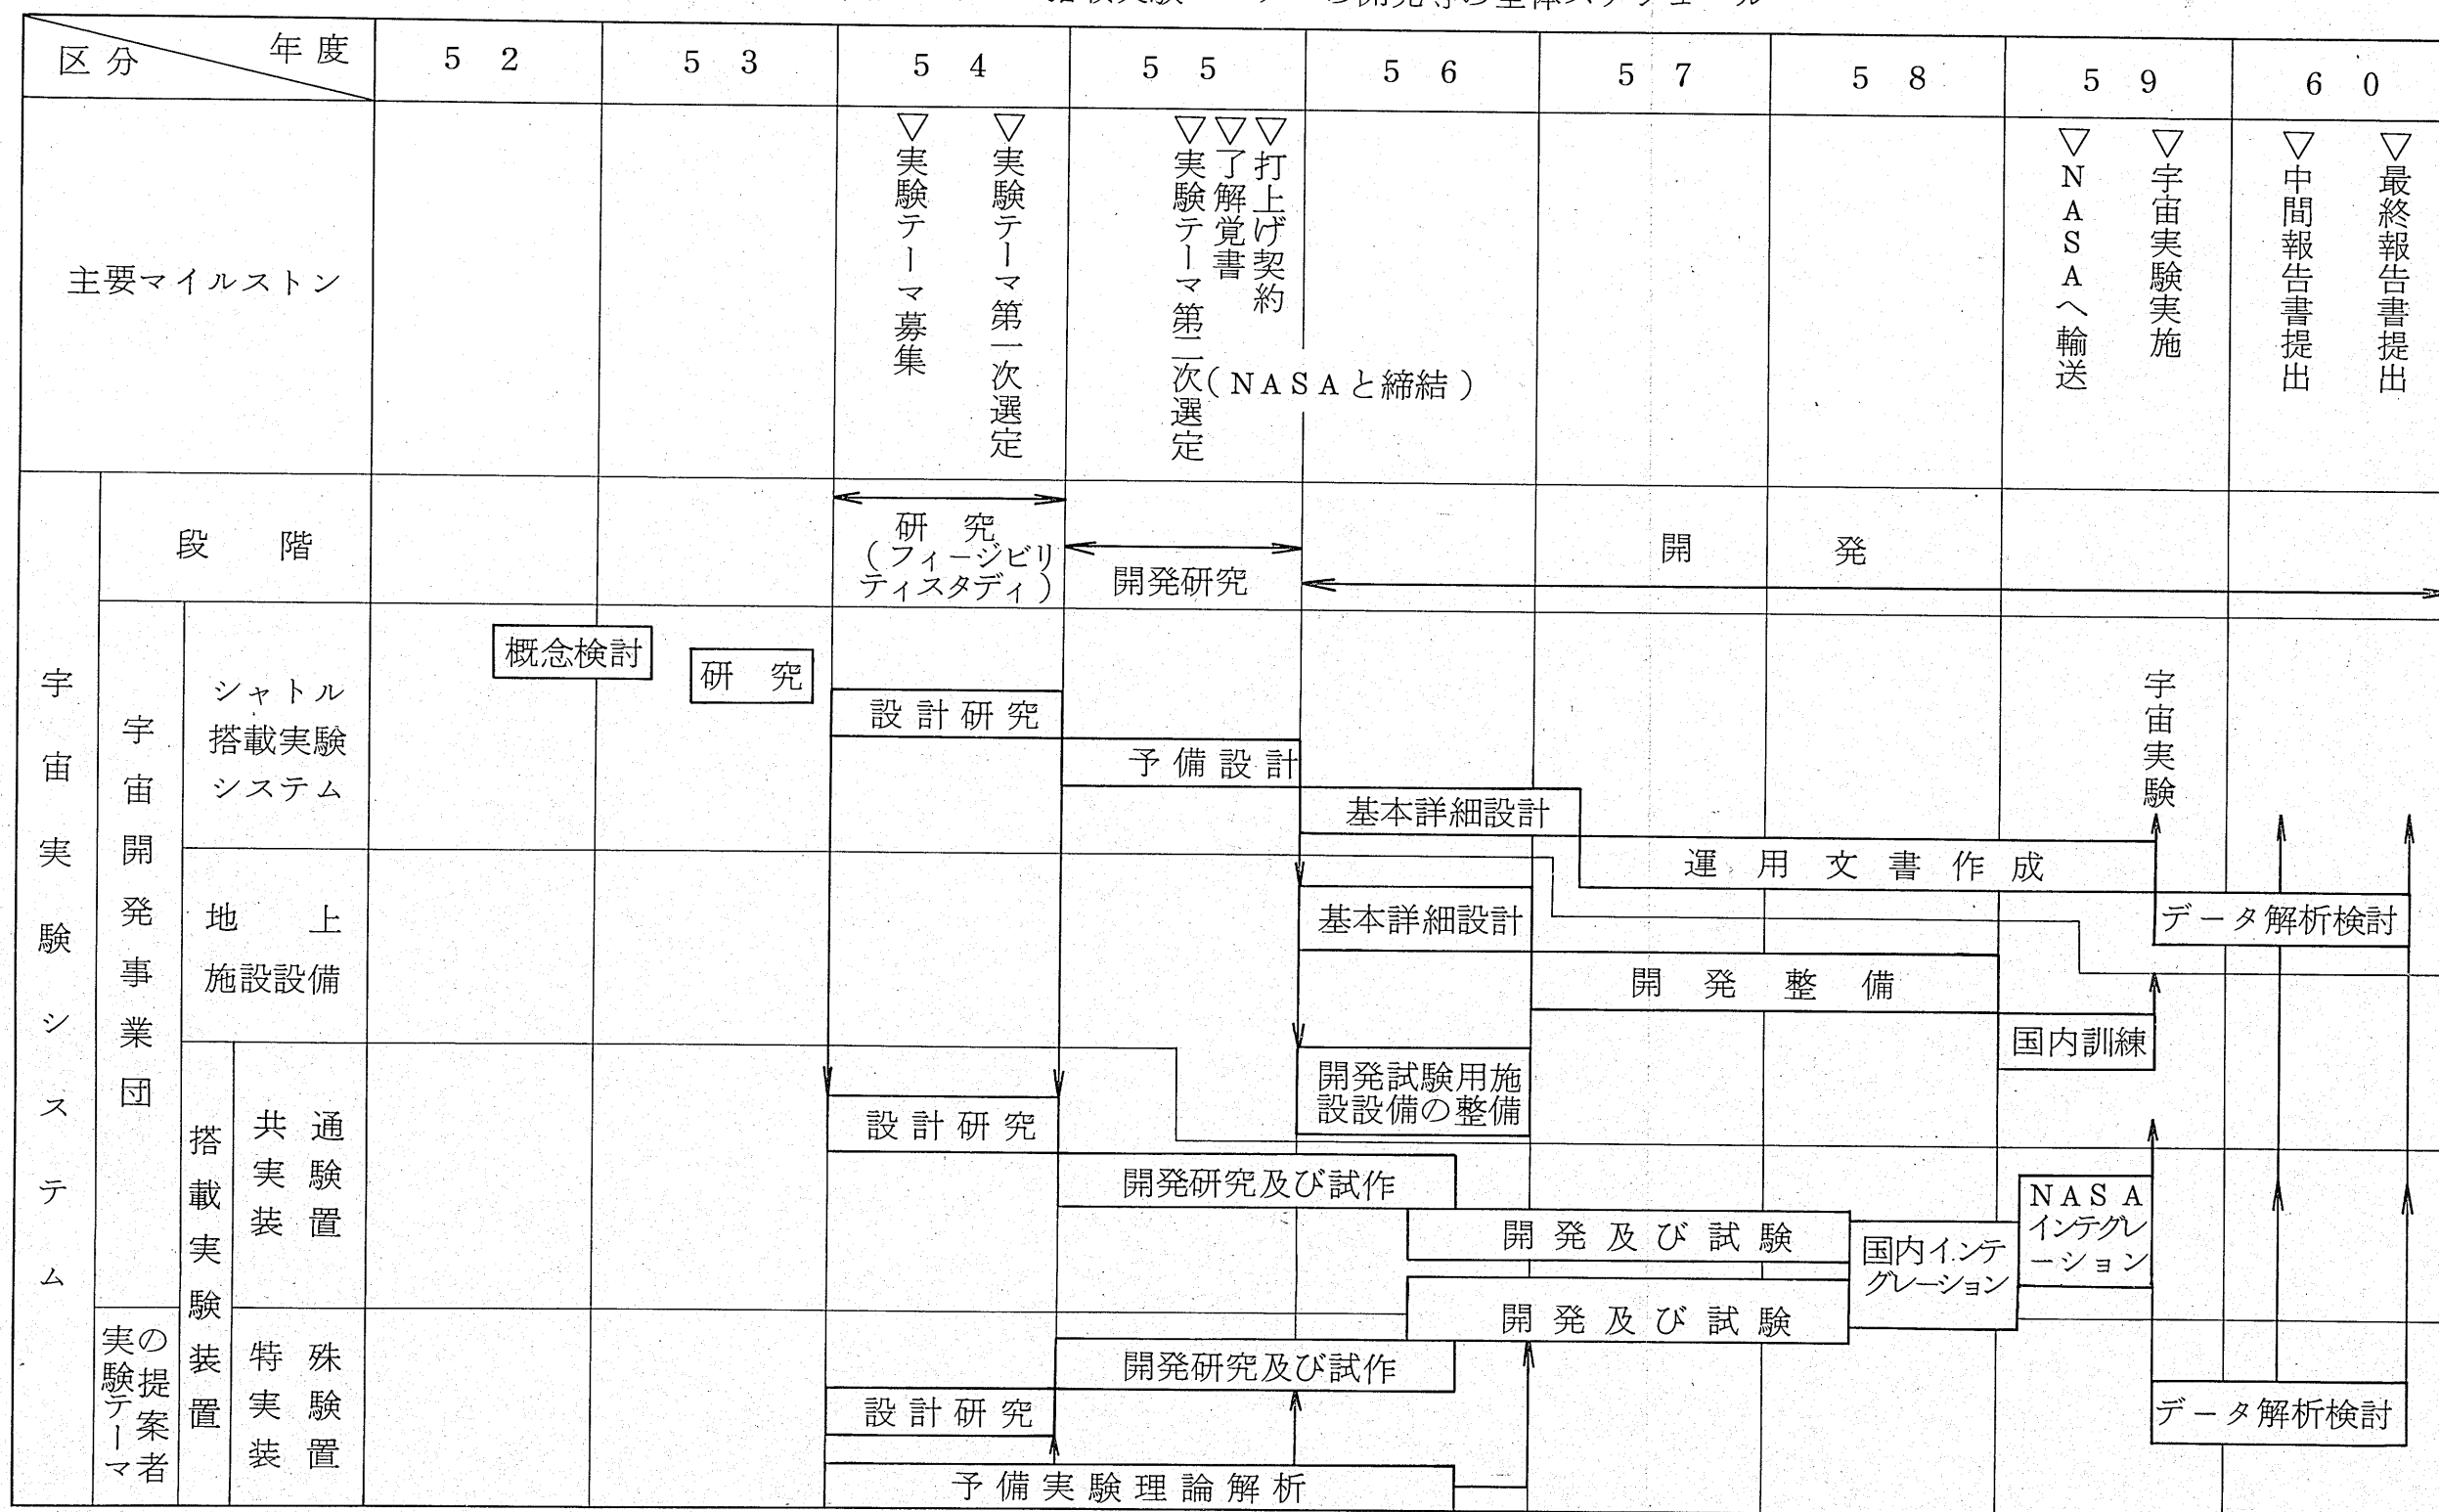 の開発等の全体スケジュール
区分 年度
52 53 54 55 56 57 58 59 60
主要マイルストン
▽実験テーマ募集
▽実験テーマ第一次選定
▽実験テーマ第二次選定
▽了解覚書
▽打上げ契約
(NASAと締結)
▽NASAへ輸送
▽宇宙実験実施
▽中間報告書提出
▽最終報告書提出
宇宙実験システム
段階
研究
(フィージビリ
ティスタディ)
開発研究
開発
宇宙開発事業団
シャトル
搭載実験
システム
概念検討
研究
設計研究
予備設計
基本詳細設計
運用文書作成
宇宙実験
データ解析検討
地上
施設設備
基本詳細設計
開発整備
国内訓練
開発試験用施
設設備の整備
搭載実験装置
共通
実験
装置
設計研究
開発研究及び試作
開発及び試験
国内インテ
グレーション
NASA
インテグレ
ーション
実験テーマ
の提案者
特殊
実験
装置
開発及び試験
開発研究及び試作
設計研究
予備実験理論解析
データ解析検討